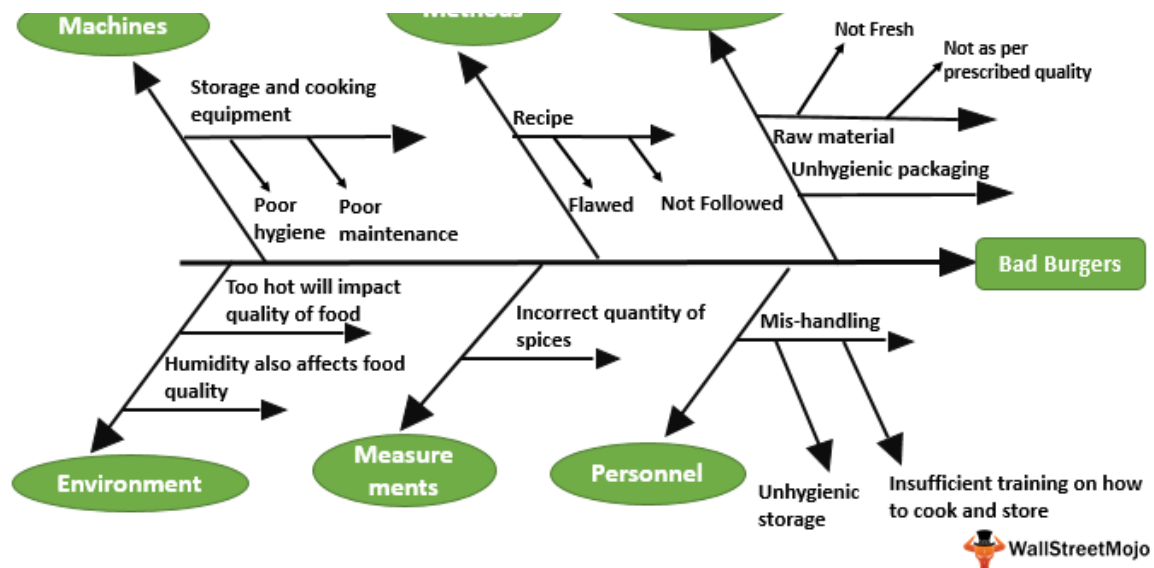 Machines
Methods
Not Fresh
Not as per
prescribed quality
Storage and cooking
equipment
Recipe
Raw material
Unhygienic packaging
Poor
hygiene
Poor
maintenance
Flawed
Not Followed
Bad Burgers
Too hot will impact
quality of food
Incorrect quantity of
spices
Mis-handling
Humidity also affects food
quality
Environment
Measure
ments
Personnel
Unhygienic
storage
Insufficient training on how
to cook and store
WallStreetMojo